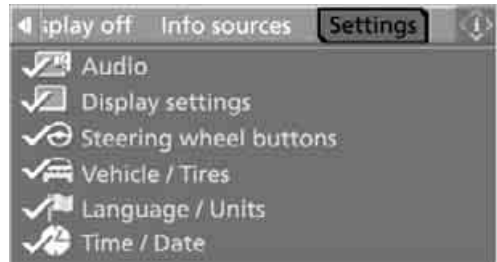 splay off Info sources Settings
Audio
Display settings
Steering wheel buttons
Vehicle / Tires
Language / Units
Time / Date